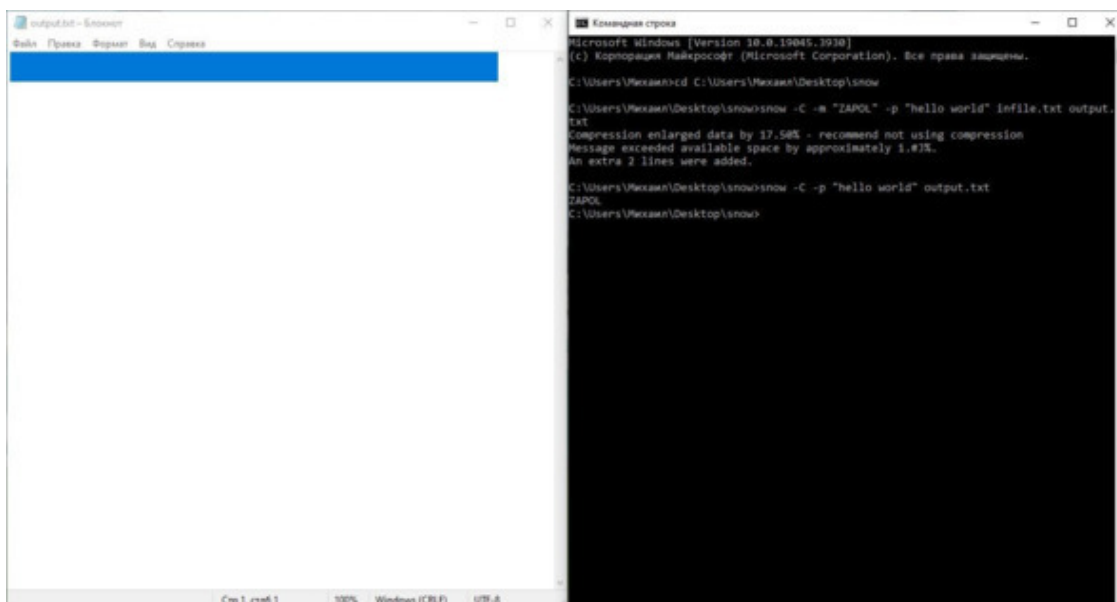 output.txt – Блокнот
Файл Правка Формат Вид Справка
Стр 1, стлб 1 100% Windows (CRLF) UTF-8
Командная строка
Microsoft Windows [Version 10.0.19045.3930]
(c) Корпорация Майкрософт (Microsoft Corporation). Все права защищены.
C:\Users\Михаил>cd C:\Users\Михаил\Desktop\snow
C:\Users\Михаил\Desktop\snow>snow -C -m "ZAPOL" -p "hello world" infile.txt output.
txt
Compression enlarged data by 17.50% - recommend not using compression
Message exceeded available space by approximately 1.#J%.
An extra 2 lines were added.
C:\Users\Михаил\Desktop\snow>snow -C -p "hello world" output.txt
ZAPOL
C:\Users\Михаил\Desktop\snow>